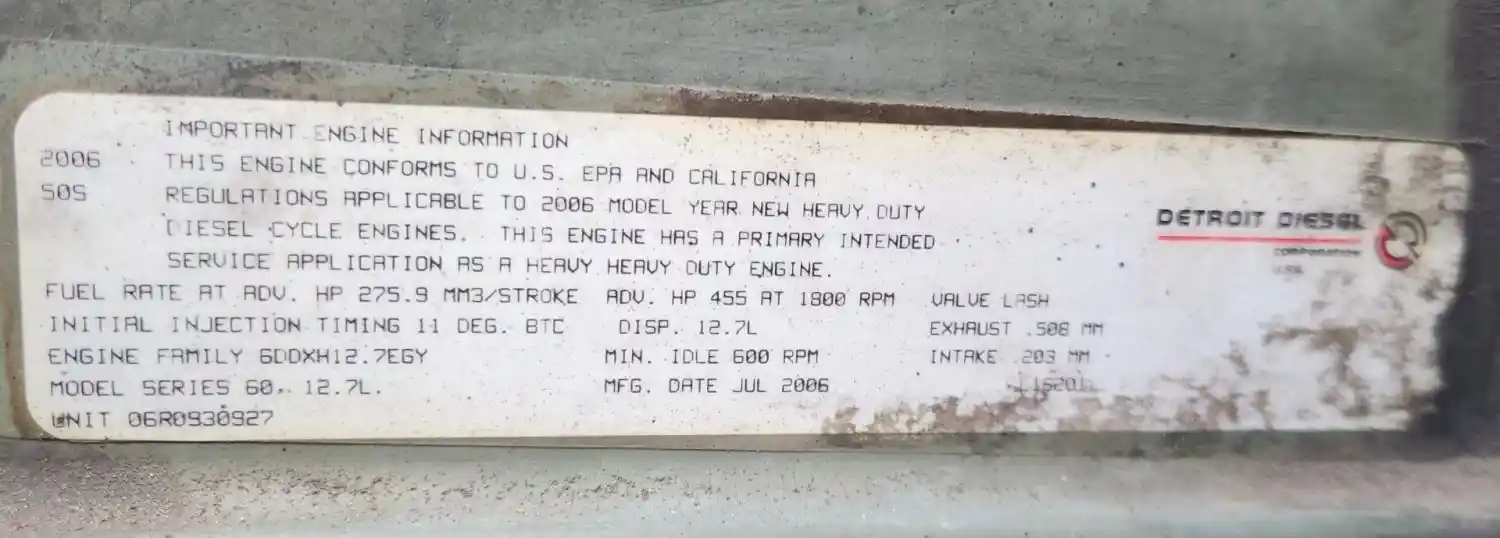 IMPORTANT ENGINE INFORMATION
2006 THIS ENGINE CONFORMS TO U.S. EPA AND CALIFORNIA
50S REGULATIONS APPLICABLE TO 2006 MODEL YEAR NEW HEAVY DUTY
DIESEL CYCLE ENGINES. THIS ENGINE HAS A PRIMARY INTENDED
SERVICE APPLICATION AS A HEAVY HEAVY DUTY ENGINE.
DETROIT DIESEL
CORPORATION
FUEL RATE AT ADV. HP 275.9 MM3/STROKE ADV. HP 455 AT 1800 RPM VALVE LASH
INITIAL INJECTION TIMING 11 DEG. BTC DISP. 12.7L EXHAUST .508 MM
ENGINE FAMILY 6DDXH12.7EGY MIN. IDLE 600 RPM INTAKE .203 MM
MODEL SERIES 60. 12.7L. MFG. DATE JUL 2006
UNIT 06R0930927